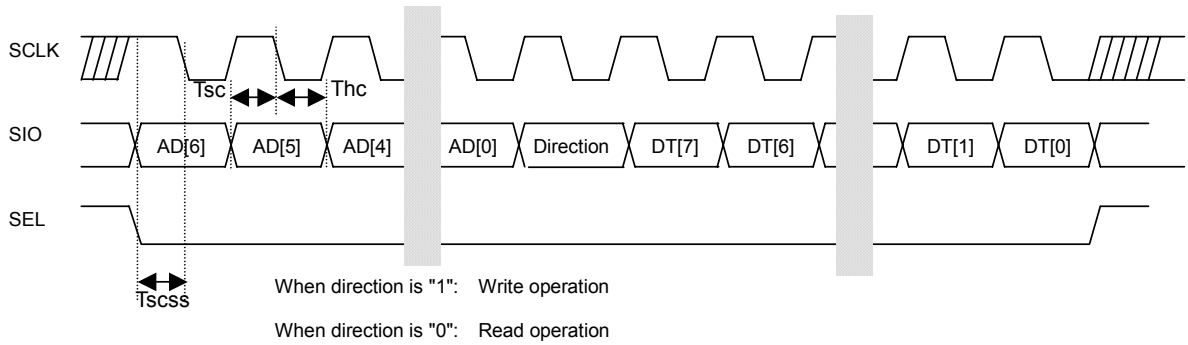 SCLK
Tsc Thc
SIO AD[6] AD[5] AD[4] AD[0] Direction DT[7] DT[6] DT[1] DT[0]
SEL
Tscss
When direction is "1": Write operation
When direction is "0": Read operation